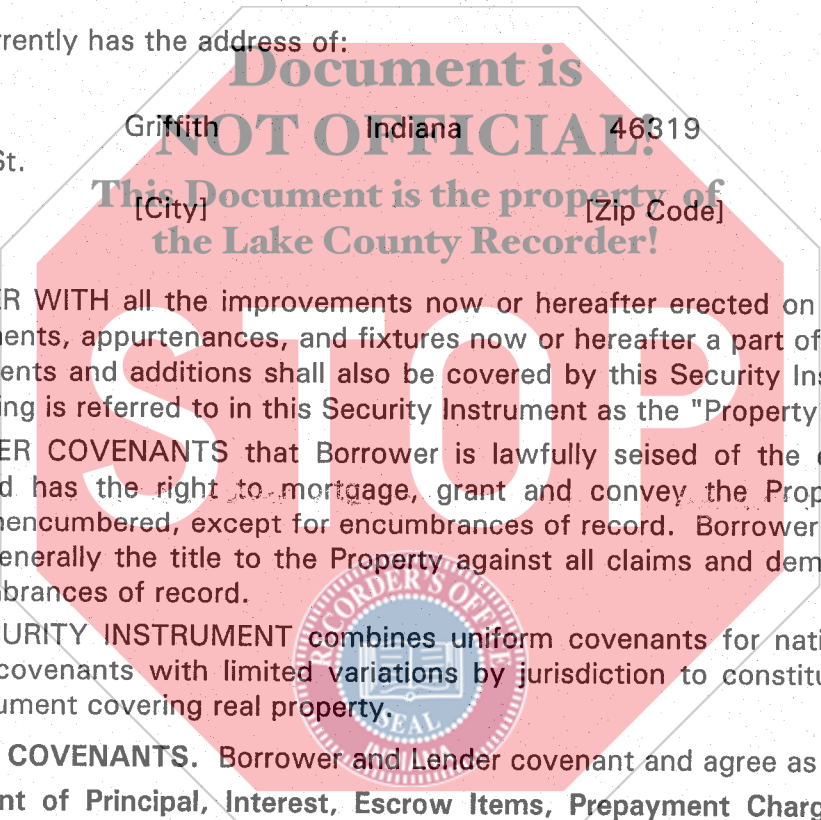 rrently has the address of:
Document is
Griffith Indiana 46319
NOT OFFICIAL!
St.
This Document is the property of
[City] [Zip Code]
the Lake County Recorder!
ER WITH all the improvements now or hereafter erected on
ents, appurtenances, and fixtures now or hereafter a part of
ents and additions shall also be covered by this Security Ins
ing is referred to in this Security Instrument as the "Property
STOP
ER COVENANTS that Borrower is lawfully seised of the
d has the right to mortgage, grant and convey the Prop
nencumbered, except for encumbrances of record. Borrower
enerally the title to the Property against all claims and dem
brances of record.
RECORDER'S OFFICE
URITY INSTRUMENT combines uniform covenants for nati
covenants with limited variations by jurisdiction to constitu
ument covering real property.
SEAL
INDIANA
COVENANTS. Borrower and Lender covenant and agree as
nt of Principal, Interest, Escrow Items, Prepayment Charg